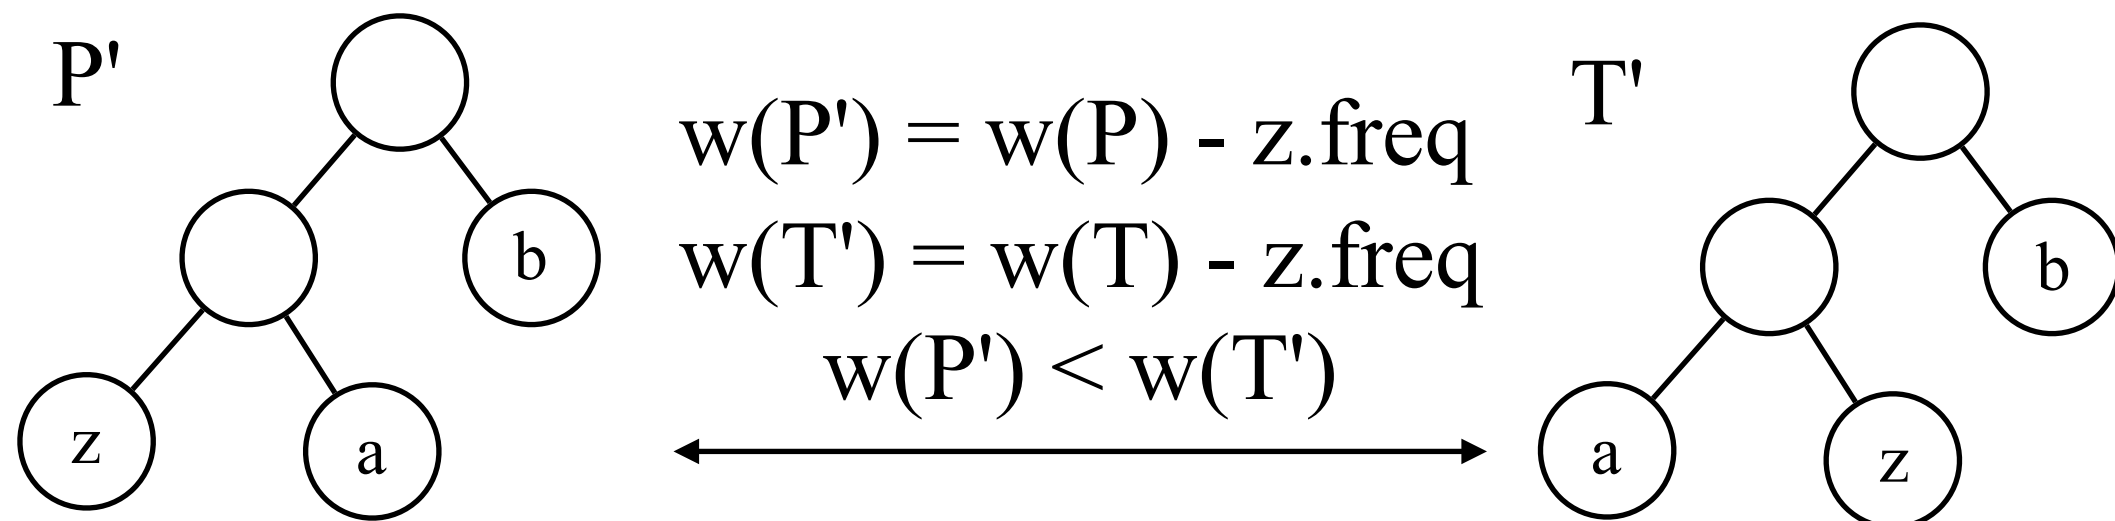 P'
w(P') = w(P) - z.freq
w(T') = w(T) - z.freq
w(P') < w(T')
T'
b
z
a
b
a
z